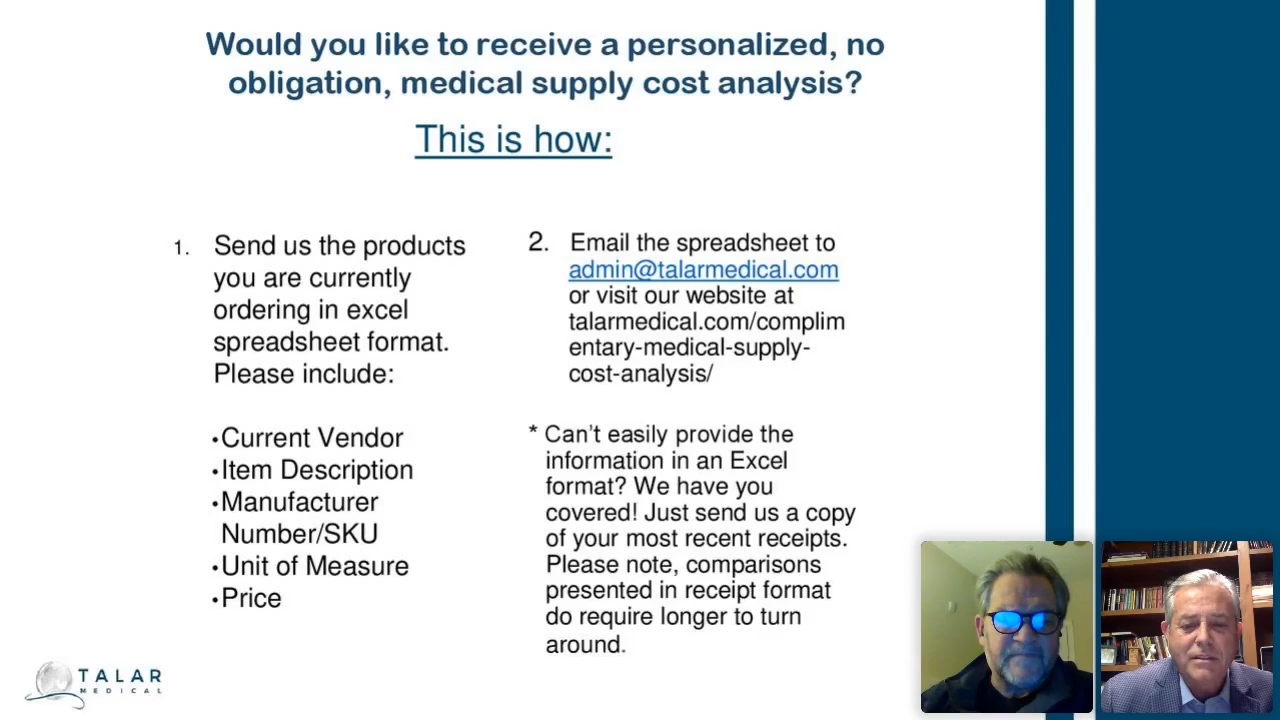 Would you like to receive a personalized, no
obligation, medical supply cost analysis?
This is how:
1. Send us the products
you are currently
ordering in excel
spreadsheet format.
Please include:
•Current Vendor
•Item Description
•Manufacturer
Number/SKU
•Unit of Measure
•Price
2. Email the spreadsheet to
admin@talarmedical.com
or visit our website at
talarmedical.com/complim
entary-medical-supply-
cost-analysis/
* Can’t easily provide the
information in an Excel
format? We have you
covered! Just send us a copy
of your most recent receipts.
Please note, comparisons
presented in receipt format
do require longer to turn
around.
TALAR
MEDICAL